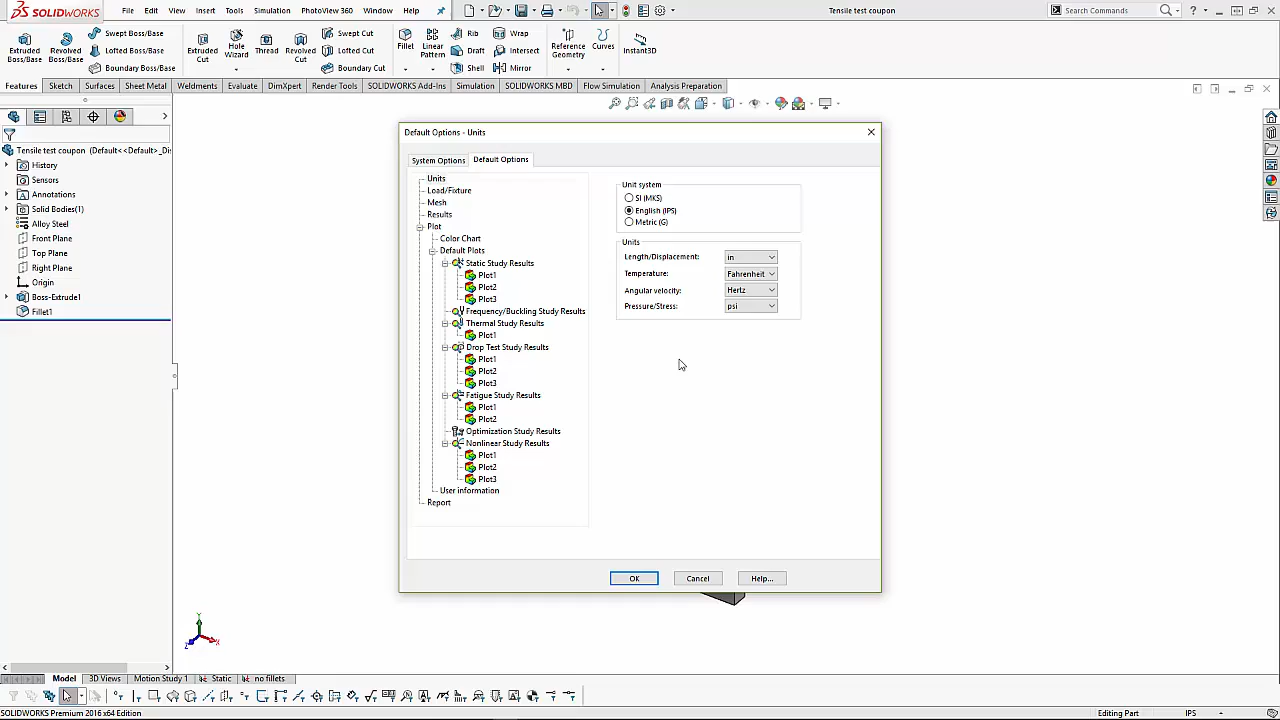 SOLIDWORKS File Edit View Insert Tools Simulation PhotoView 360 Window Help Tensile test coupon Search Commands
Extruded Boss/Base
Revolved Boss/Base
Swept Boss/Base
Lofted Boss/Base
Boundary Boss/Base
Extruded Cut
Hole Wizard
Thread
Revolved Cut
Swept Cut
Lofted Cut
Boundary Cut
Fillet
Linear Pattern
Rib
Draft
Shell
Wrap
Intersect
Mirror
Reference Geometry
Curves
Instant3D
Features Sketch Surfaces Sheet Metal Weldments Evaluate DimXpert Render Tools SOLIDWORKS Add-Ins Simulation SOLIDWORKS MBD Flow Simulation Analysis Preparation
Tensile test coupon (Default<<Default>_Di
History
Sensors
Annotations
Solid Bodies(1)
Alloy Steel
Front Plane
Top Plane
Right Plane
Origin
Boss-Extrude1
Fillet1
Default Options - Units
System Options Default Options
Units
Load/Fixture
Mesh
Results
Plot
Color Chart
Default Plots
Static Study Results
Plot1
Plot2
Plot3
Frequency/Buckling Study Results
Thermal Study Results
Plot1
Drop Test Study Results
Plot1
Plot2
Plot3
Fatigue Study Results
Plot1
Plot2
Optimization Study Results
Nonlinear Study Results
Plot1
Plot2
Plot3
User information
Report
Unit system
SI (MKS)
English (IPS)
Metric (G)
Units
Length/Displacement: in
Temperature: Fahrenheit
Angular velocity: Hertz
Pressure/Stress: psi
OK Cancel Help...
Y
X
Z
Model 3D Views Motion Study 1 Static no fillets
SOLIDWORKS Premium 2016 x64 Edition Editing Part IPS